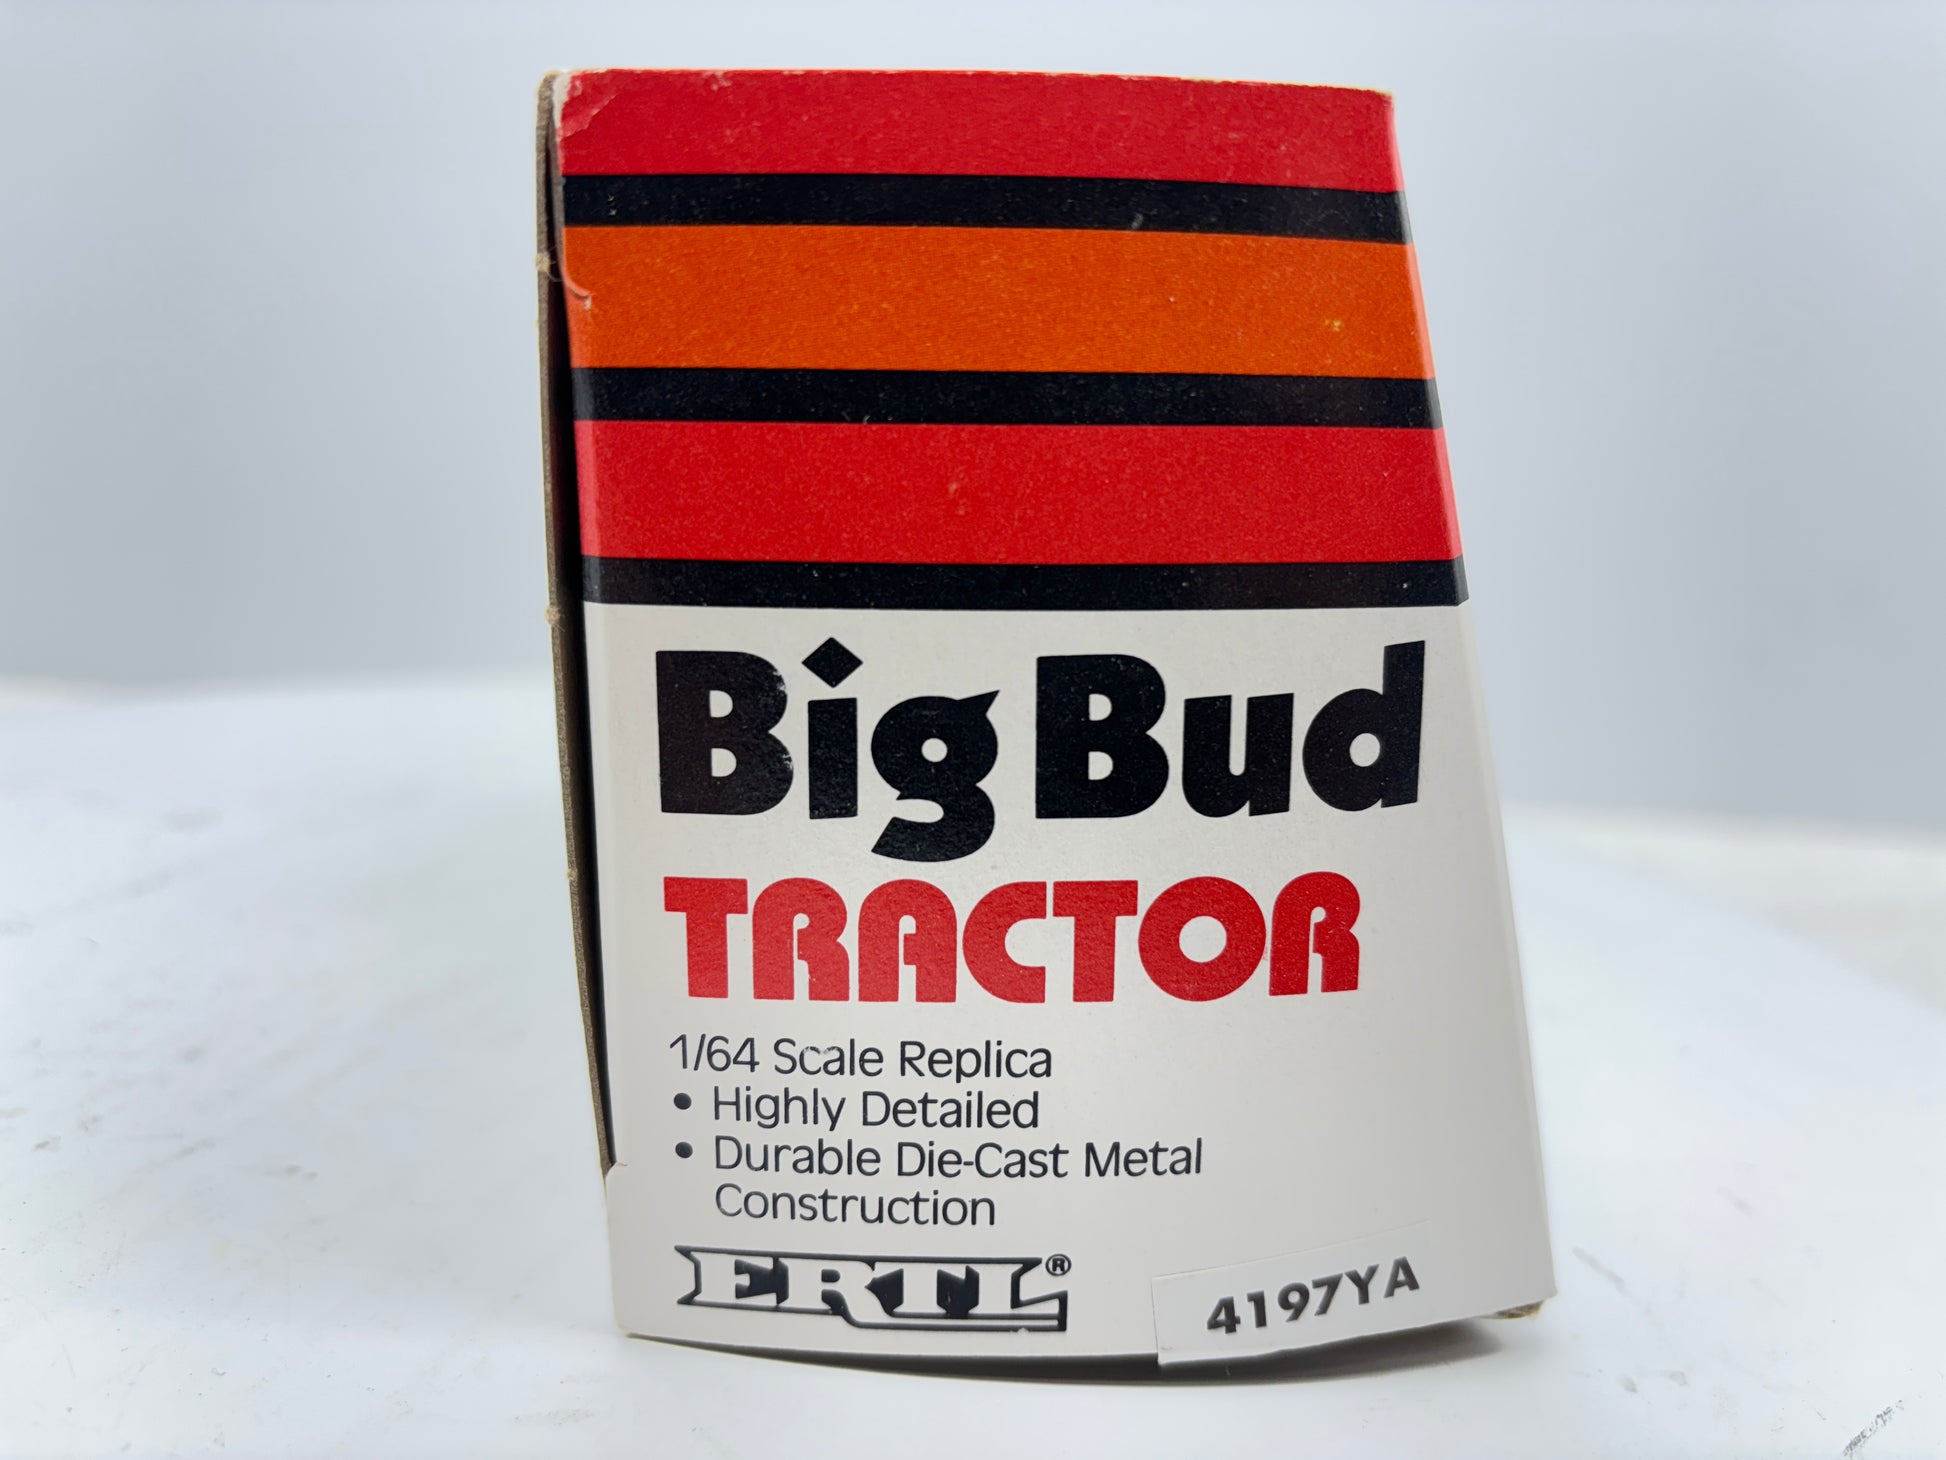 Big Bud
TRACTOR
1/64 Scale Replica
• Highly Detailed
• Durable Die-Cast Metal
Construction
ERTL®
4197YA